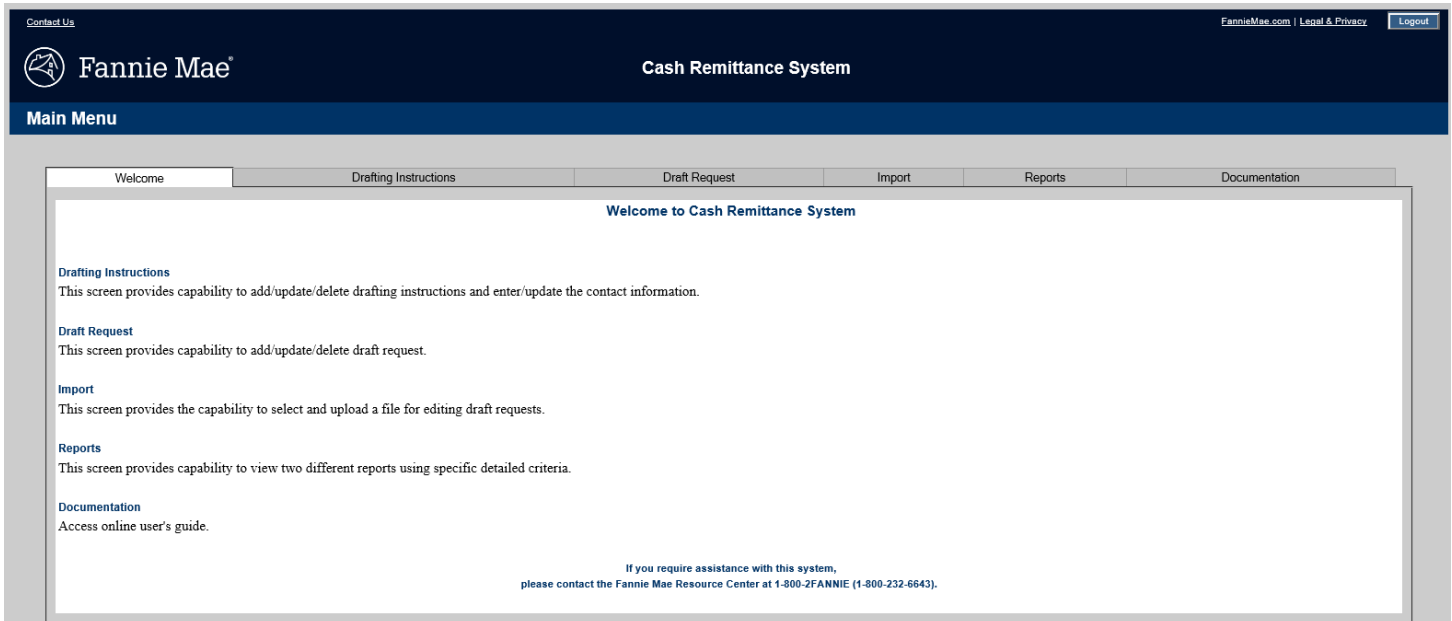 Contact Us
FannieMae.com | Legal & Privacy
Logout
Fannie Mae®
Cash Remittance System
Main Menu
Welcome
Drafting Instructions
Draft Request
Import
Reports
Documentation
Welcome to Cash Remittance System
Drafting Instructions
This screen provides capability to add/update/delete drafting instructions and enter/update the contact information.
Draft Request
This screen provides capability to add/update/delete draft request.
Import
This screen provides the capability to select and upload a file for editing draft requests.
Reports
This screen provides capability to view two different reports using specific detailed criteria.
Documentation
Access online user's guide.
If you require assistance with this system,
please contact the Fannie Mae Resource Center at 1-800-2FANNIE (1-800-232-6643).